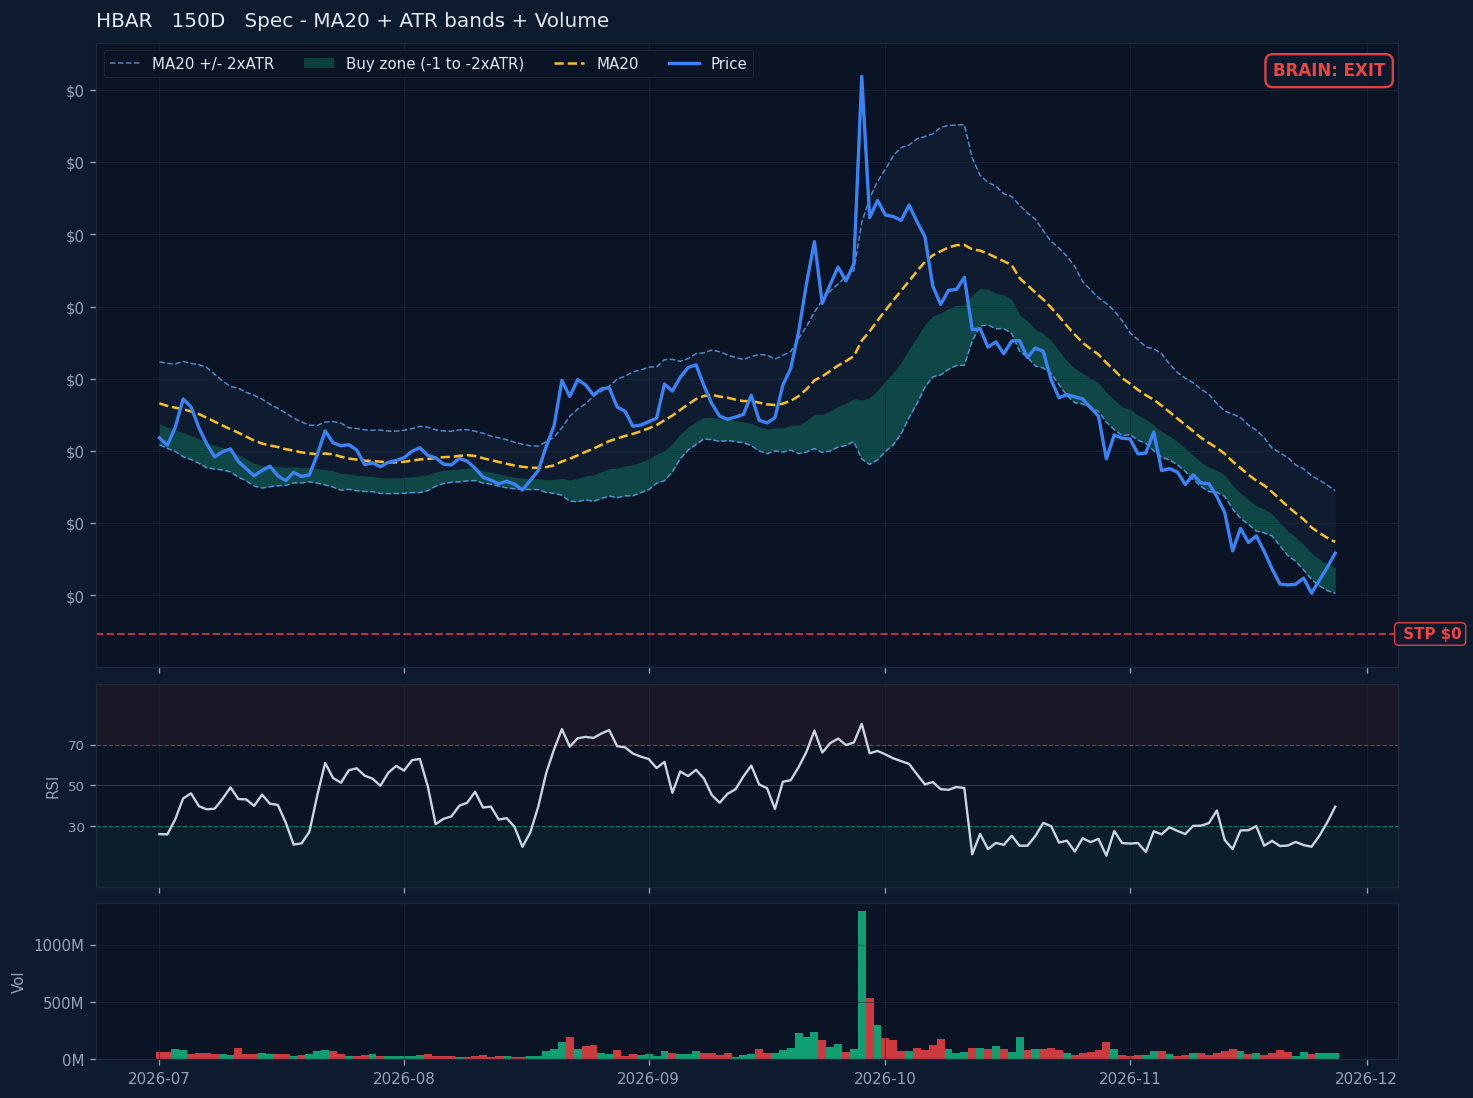 HBAR 150D Spec - MA20 + ATR bands + Volume
MA20 +/- 2xATR Buy zone (-1 to -2xATR) MA20 Price
BRAIN: EXIT
$0
$0
$0
$0
$0
$0
$0
$0
STP $0
RSI
70
50
30
Vol
1000M
500M
0M
2026-07 2026-08 2026-09 2026-10 2026-11 2026-12